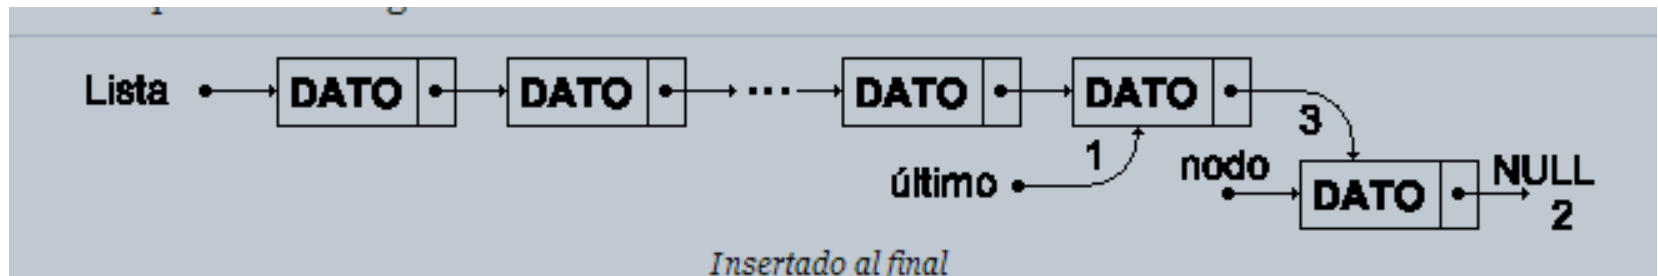 Lista DATO DATO ... DATO DATO
1 3
último nodo DATO NULL
2
Insertado al final